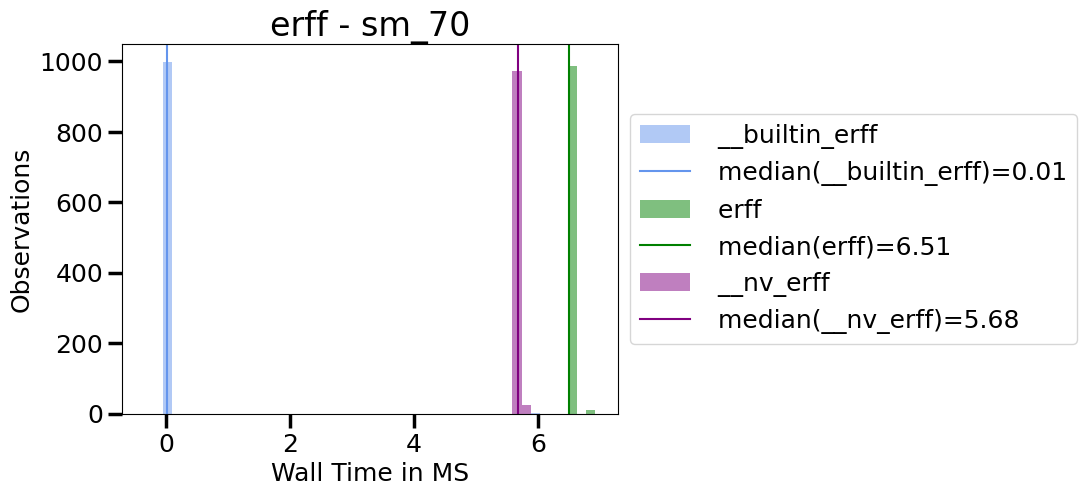 erff - sm_70
1000
800
600
400
200
0
Observations
0 2 4 6
Wall Time in MS
__builtin_erff
median(__builtin_erff)=0.01
erff
median(erff)=6.51
__nv_erff
median(__nv_erff)=5.68